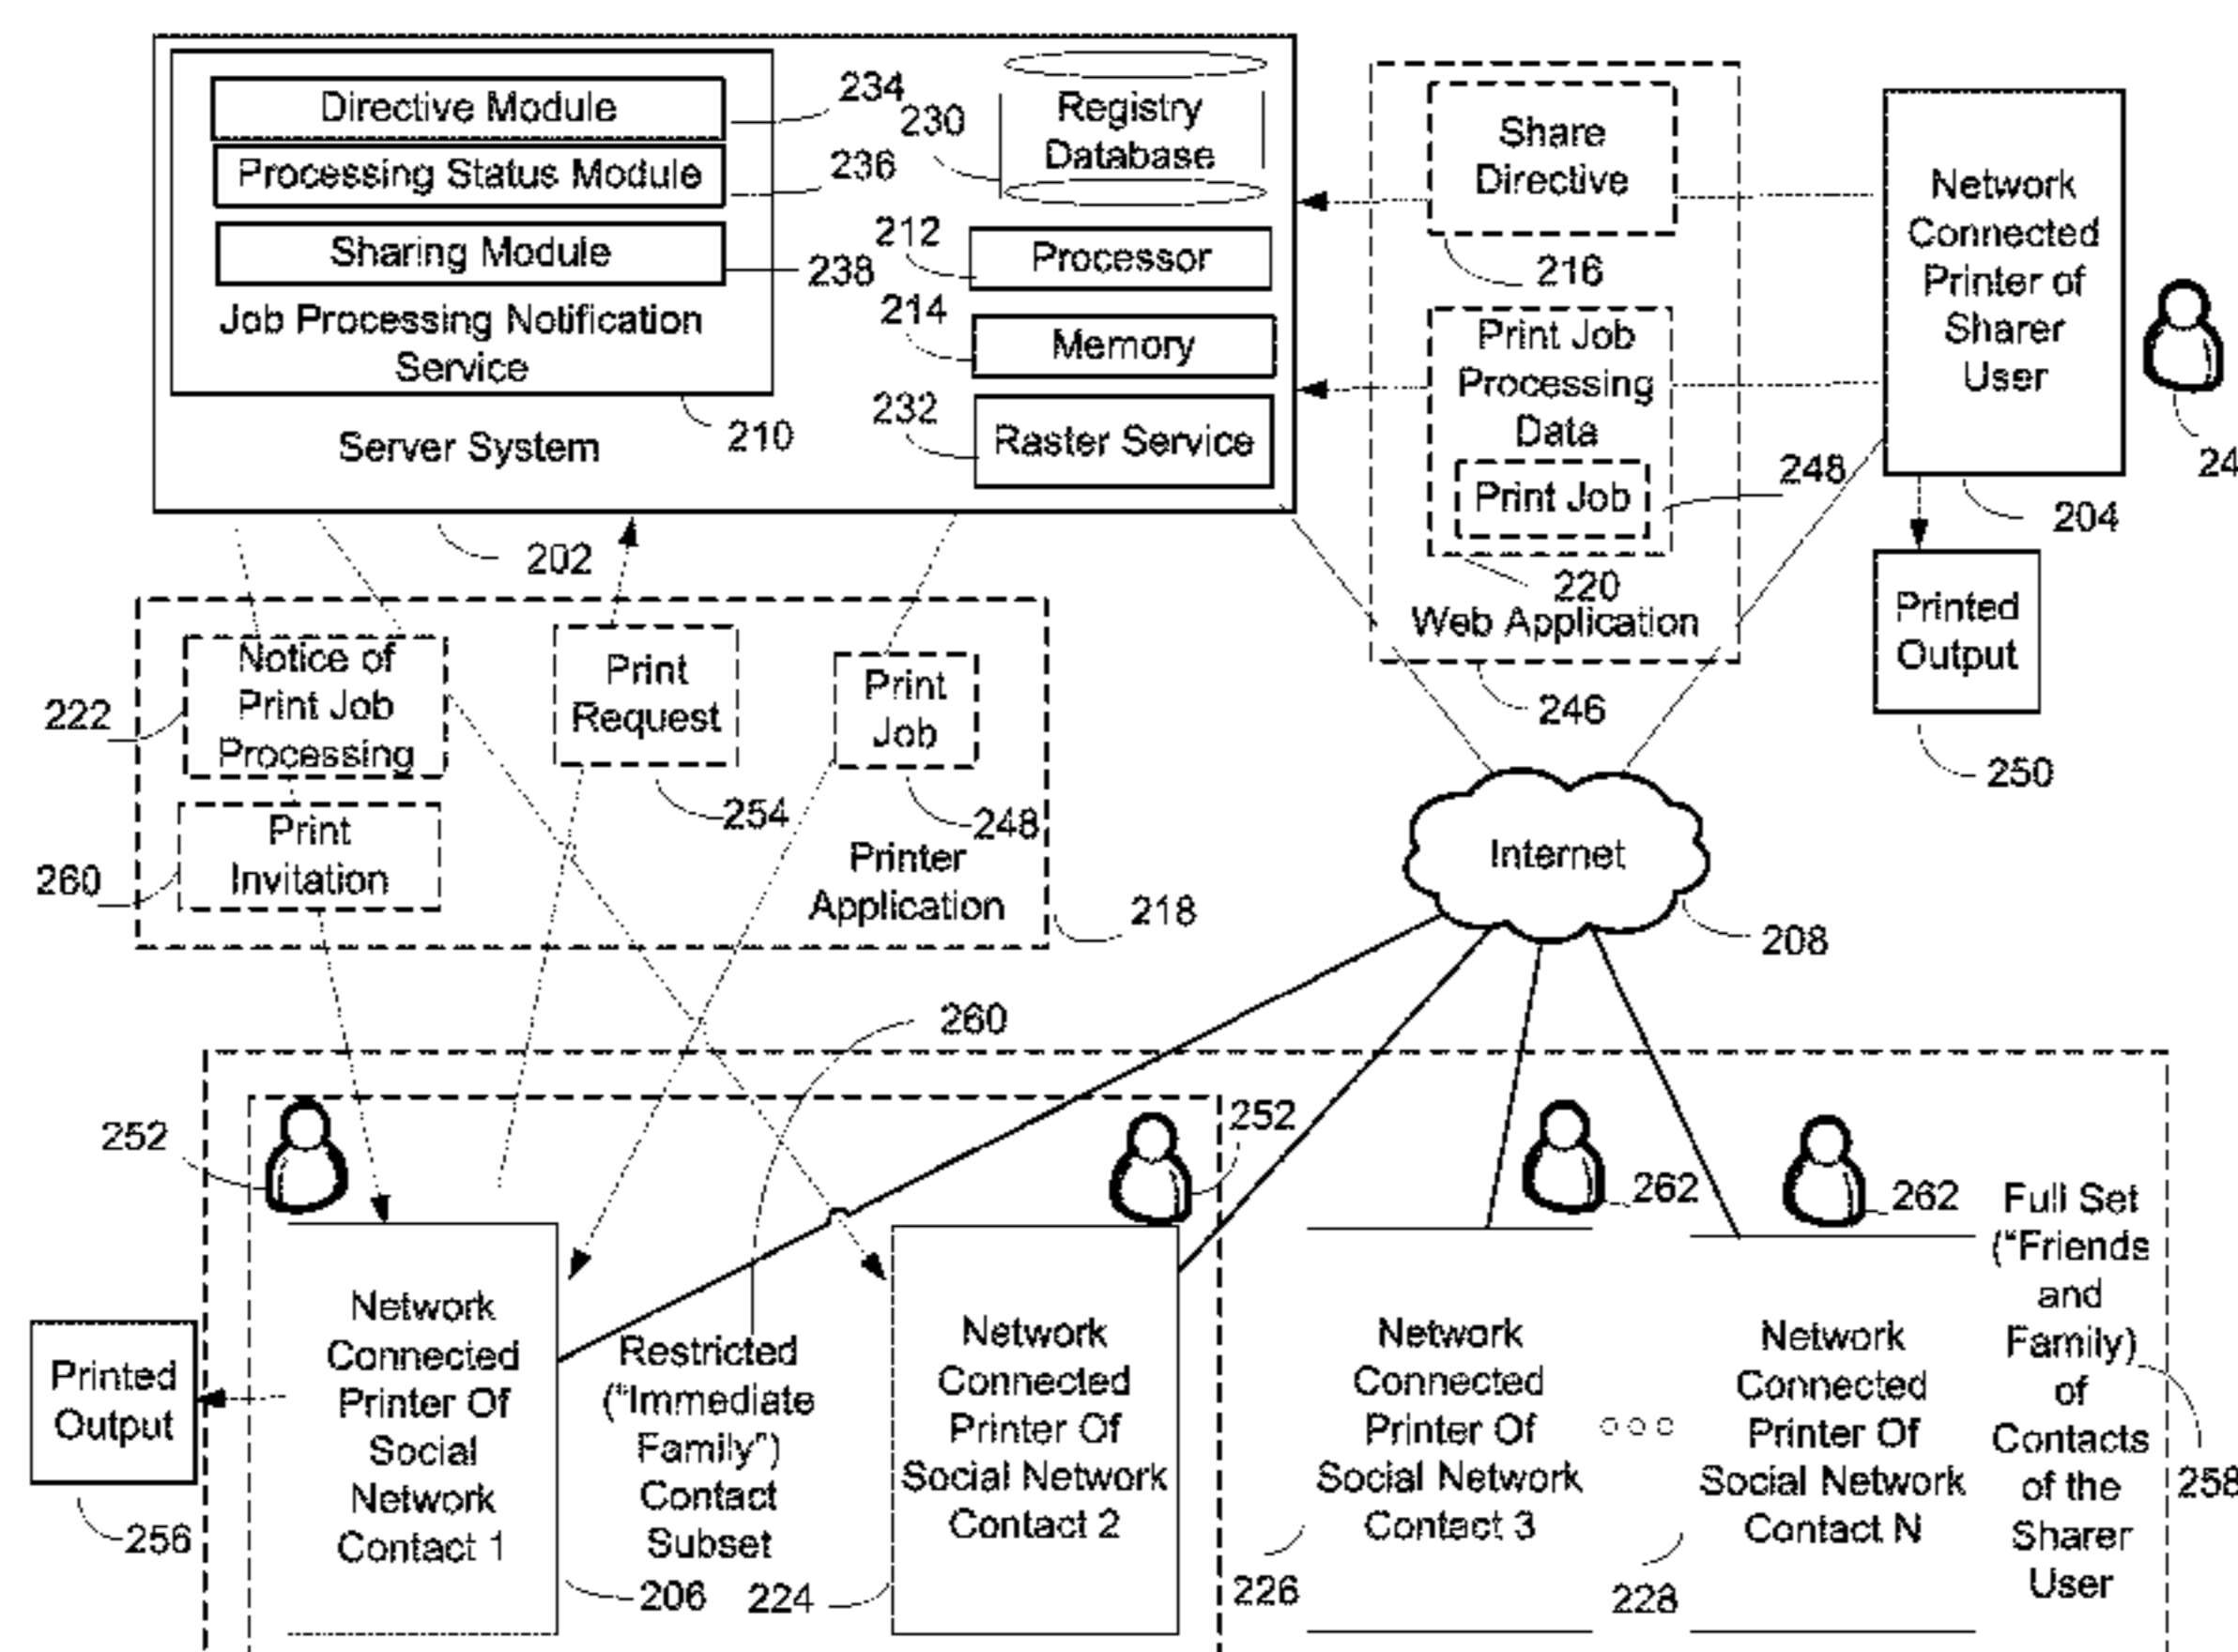 Directive Module
234
Processing Status Module
236
Sharing Module
238
Job Processing Notification
Service
210
Server System
202
230
Registry
Database
212
Processor
214
Memory
232
Raster Service
Share
Directive
216
Print Job
Processing
Data
Print Job
248
220
Web Application
246
Network
Connected
Printer of
Sharer
User
24
204
Printed
Output
250
222
Notice of
Print Job
Processing
Print
Request
254
Print
Job
248
260
Print
Invitation
Printer
Application
218
Internet
208
260
252
252
262
262
Printed
Output
256
Network
Connected
Printer Of
Social
Network
Contact 1
206
Restricted
("Immediate
Family")
Contact
Subset
224
Network
Connected
Printer Of
Social Network
Contact 2
Network
Connected
Printer Of
Social Network
Contact 3
226
Network
Connected
Printer Of
Social Network
Contact N
228
Full Set
("Friends
and
Family)
of
Contacts
of the
Sharer
User
258